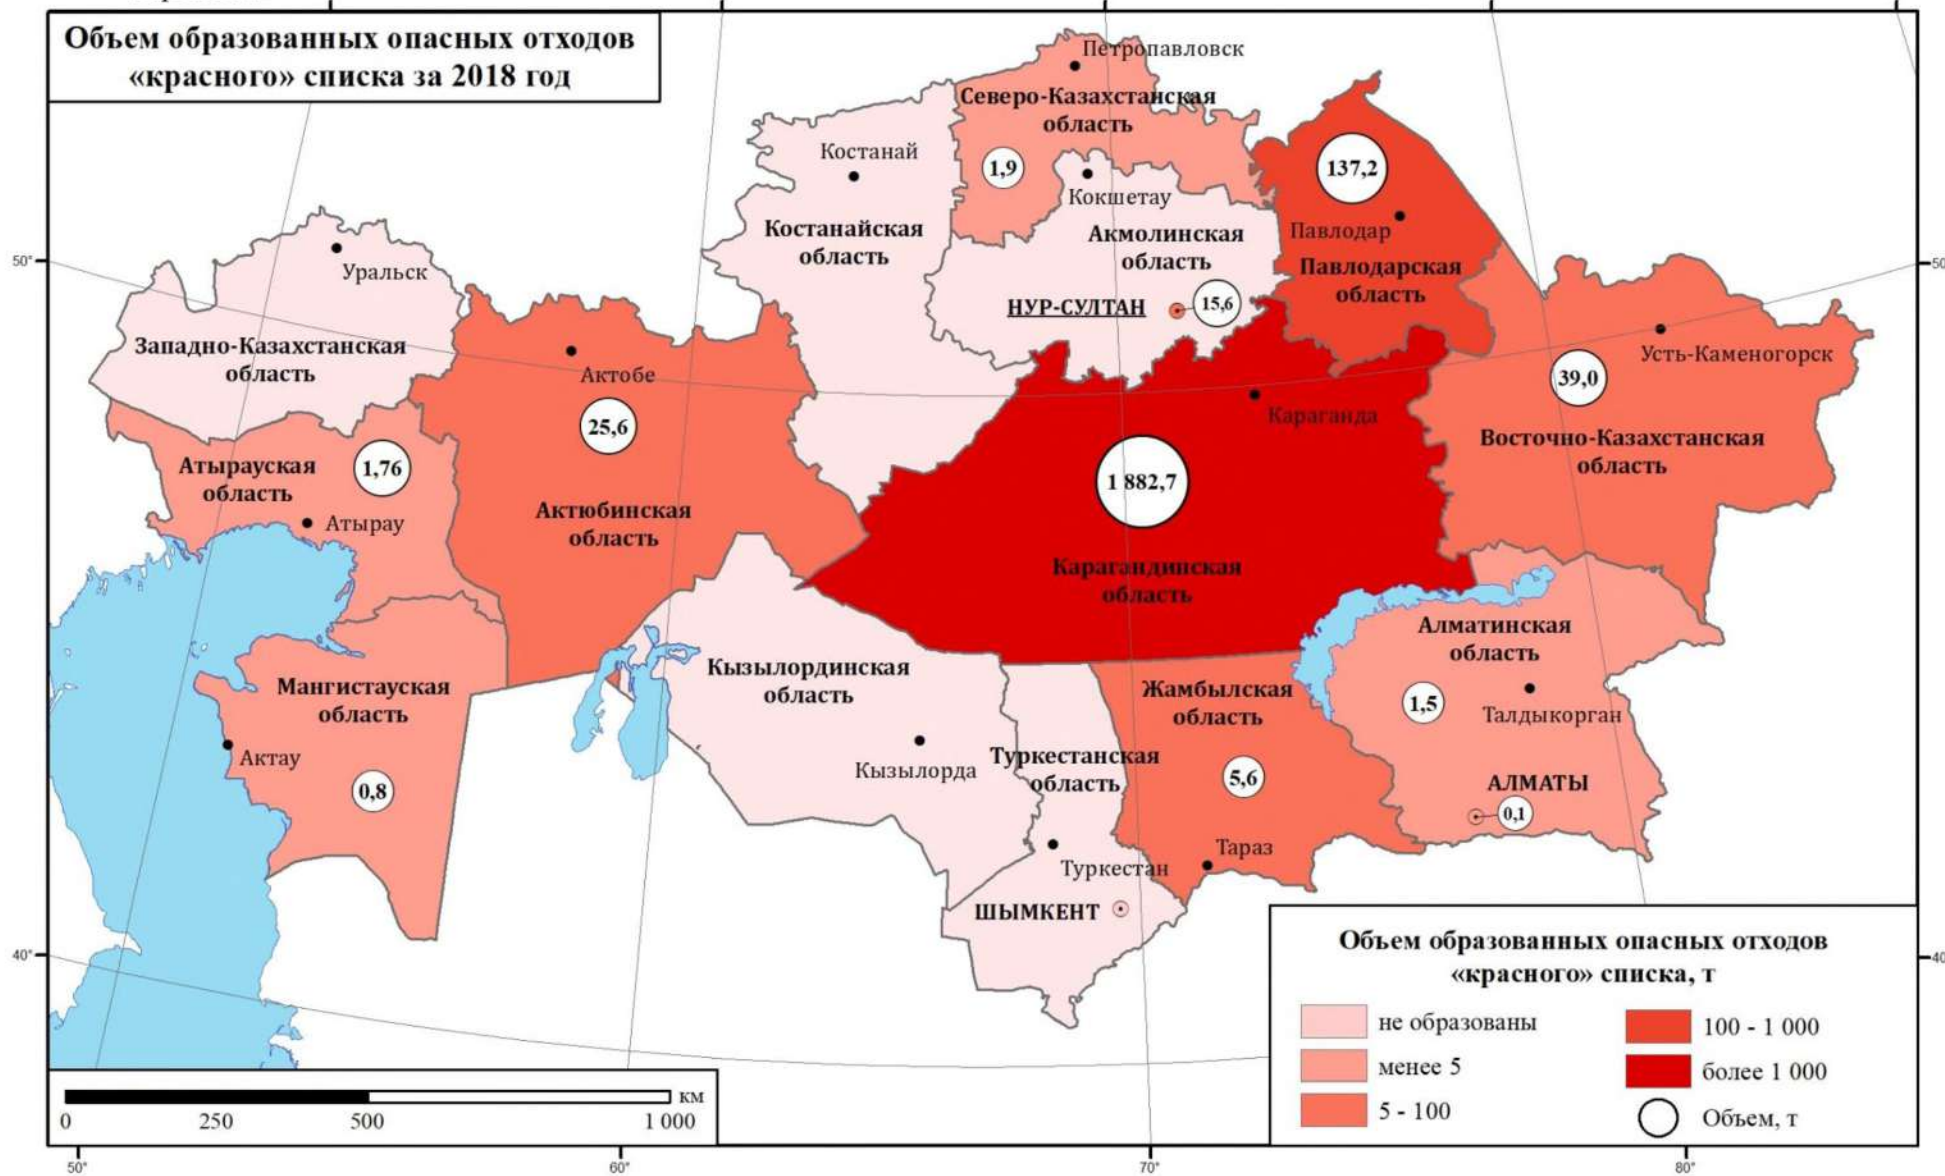 Объем образованных опасных отходов
«красного» списка за 2018 год
Петропавловск
Северо-Казахстанская
область
1,9
Костанай
Костанайская
область
Кокшетау
Акмолинская
область
НУР-СУЛТАН
15,6
137,2
Павлодар
Павлодарская
область
50°
50
Уральск
Западно-Казахстанская
область
Актобе
25,6
Актюбинская
область
Атырауская
область
1,76
Атырау
Караганда
1 882,7
Карагандинская
область
39,0
Усть-Каменогорск
Восточно-Казахстанская
область
Мангистауская
область
Актау
0,8
Кызылординская
область
Кызылорда
Туркестанская
область
Туркестан
ШЫМКЕНТ
Жамбылская
область
5,6
Тараз
Алматинская
область
1,5
Талдыкорган
АЛМАТЫ
0,1
40°
40
Объем образованных опасных отходов
«красного» списка, т
не образованы
менее 5
5 - 100
100 - 1 000
более 1 000
Объем, т
км
0
250
500
1 000
50°
60°
70°
80°